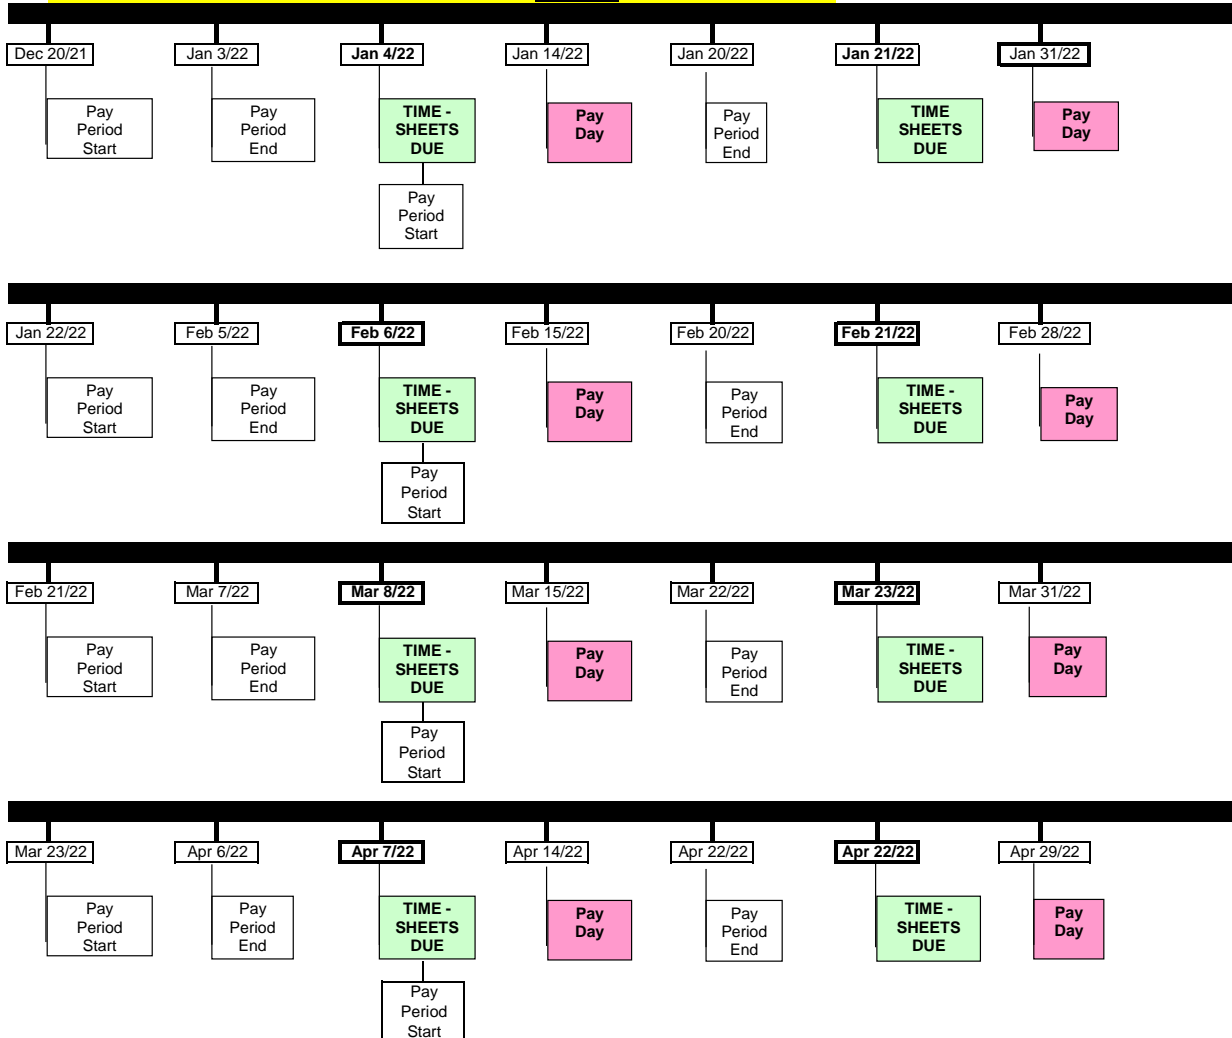 Dec 20/21 Jan 3/22 Jan 4/22 Jan 14/22 Jan 20/22 Jan 21/22 Jan 31/22
Pay
Period
Start
Pay
Period
End
TIME -
SHEETS
DUE
Pay
Day
Pay
Period
End
TIME
SHEETS
DUE
Pay
Day
Pay
Period
Start
Jan 22/22 Feb 5/22 Feb 6/22 Feb 15/22 Feb 20/22 Feb 21/22 Feb 28/22
Pay
Period
Start
Pay
Period
End
TIME -
SHEETS
DUE
Pay
Day
Pay
Period
End
TIME -
SHEETS
DUE
Pay
Day
Pay
Period
Start
Feb 21/22 Mar 7/22 Mar 8/22 Mar 15/22 Mar 22/22 Mar 23/22 Mar 31/22
Pay
Period
Start
Pay
Period
End
TIME -
SHEETS
DUE
Pay
Day
Pay
Period
End
TIME -
SHEETS
DUE
Pay
Day
Pay
Period
Start
Mar 23/22 Apr 6/22 Apr 7/22 Apr 14/22 Apr 22/22 Apr 22/22 Apr 29/22
Pay
Period
Start
Pay
Period
End
TIME -
SHEETS
DUE
Pay
Day
Pay
Period
End
TIME -
SHEETS
DUE
Pay
Day
Pay
Period
Start